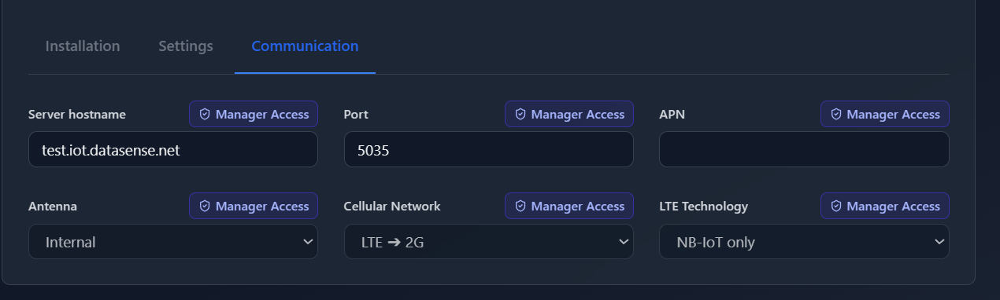 Installation Settings Communication
Server hostname Manager Access Port Manager Access APN Manager Access
test.iot.datasense.net 5035
Antenna Manager Access Cellular Network Manager Access LTE Technology Manager Access
Internal LTE ➔ 2G NB-IoT only